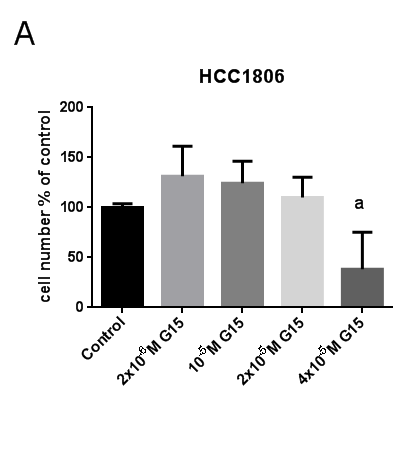 A
HCC1806
cell number % of control
200
150
100
50
0
a
Control
2x10⁻⁶M G15
10⁻⁵M G15
2x10⁻⁵M G15
4x10⁻⁵M G15